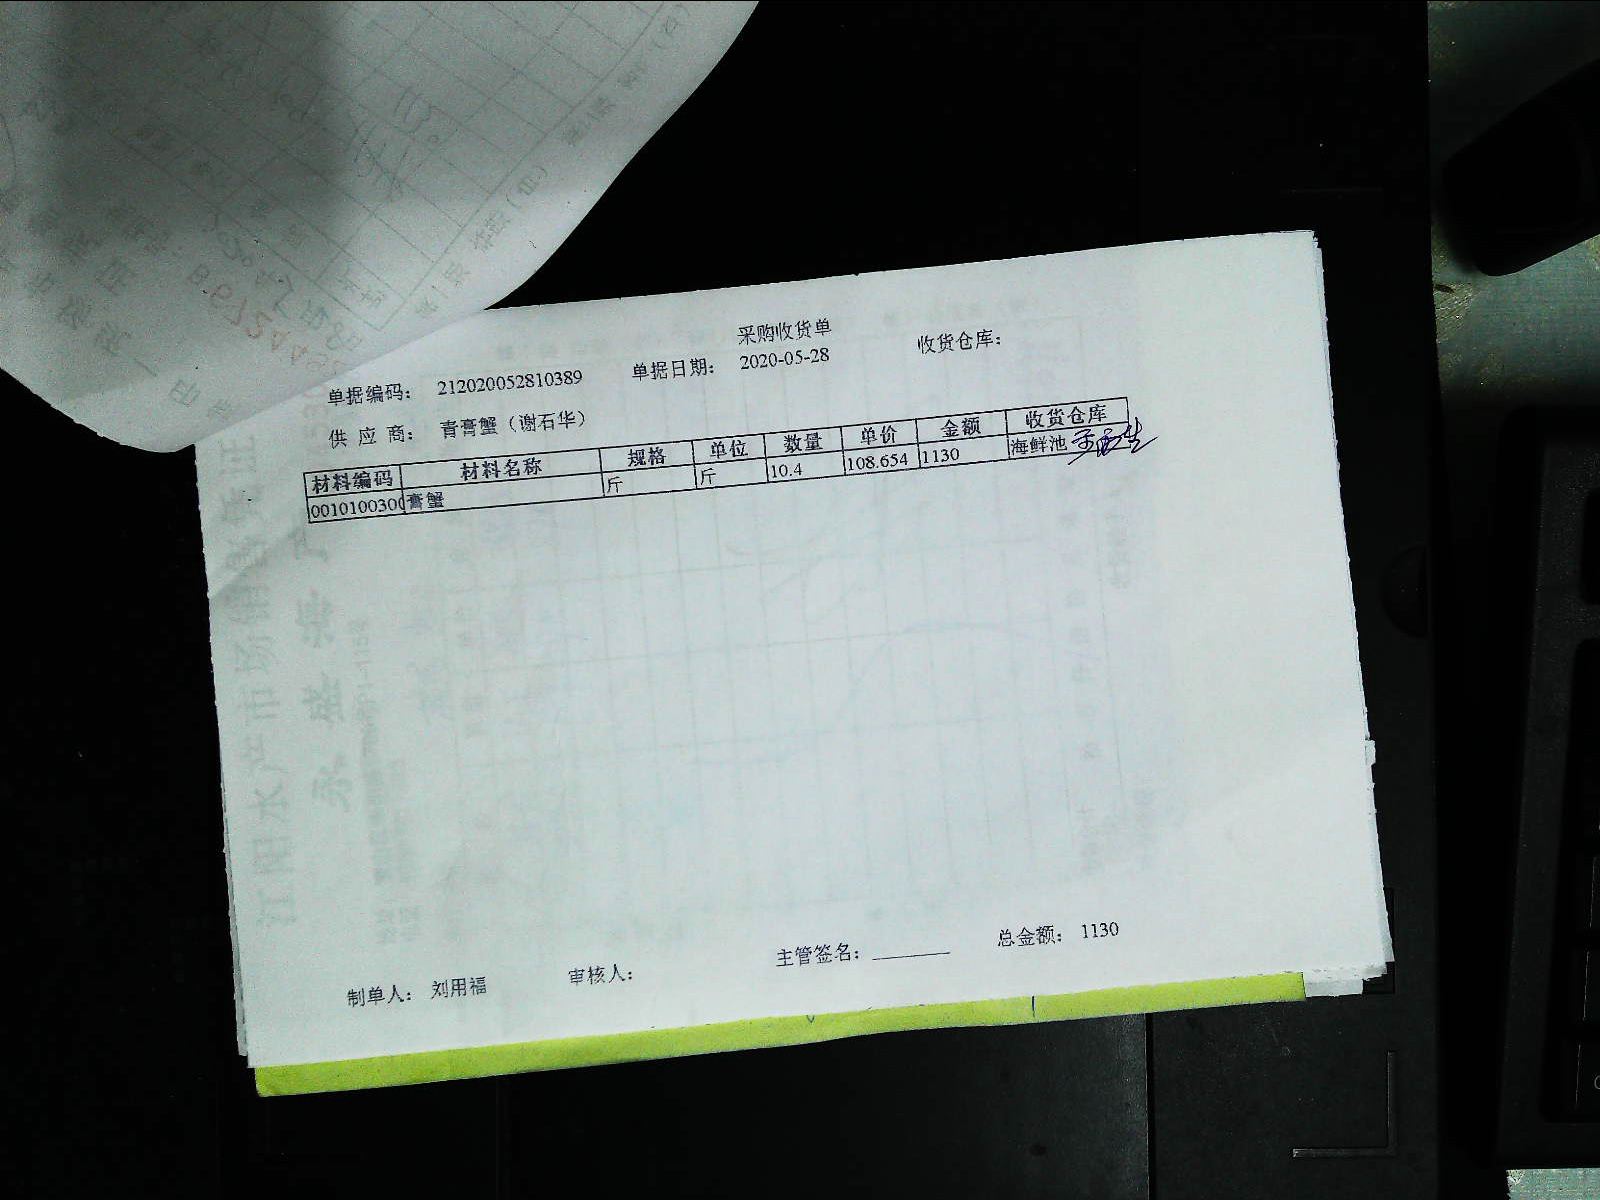 采购收货单
单据编码： 212020052810389 单据日期： 2020-05-28 收货仓库：
供 应 商： 青膏蟹（谢石华）
材料编码 材料名称 规格 单位 数量 单价 金额 收货仓库
0010100300 膏蟹 斤 斤 10.4 108.654 1130 海鲜池
制单人： 刘用福 审核人： 主管签名： 总金额： 1130